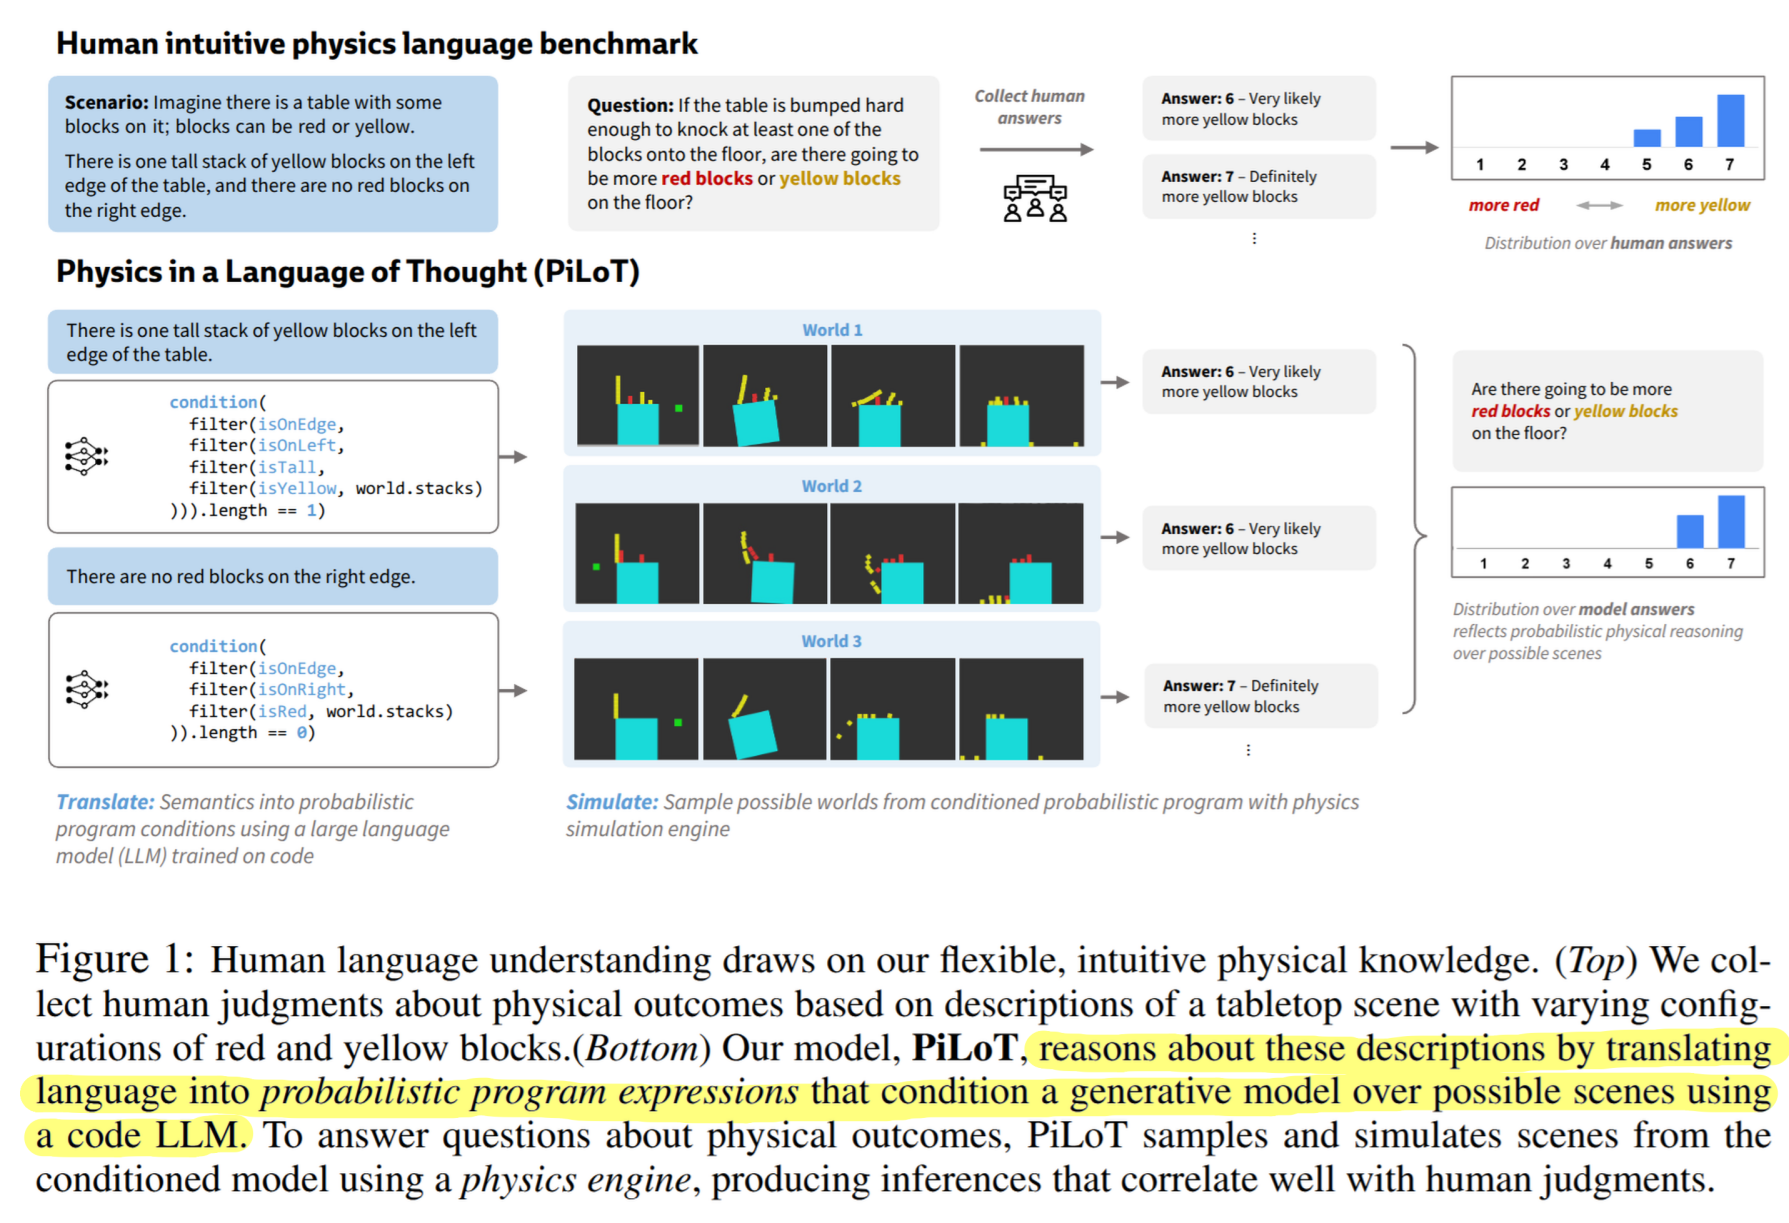 Human intuitive physics language benchmark
Scenario: Imagine there is a table with some
blocks on it; blocks can be red or yellow.
There is one tall stack of yellow blocks on the left
edge of the table, and there are no red blocks on
the right edge.
Question: If the table is bumped hard
enough to knock at least one of the
blocks onto the floor, are there going to
be more red blocks or yellow blocks
on the floor?
Collect human
answers
Answer: 6 – Very likely
more yellow blocks
Answer: 7 – Definitely
more yellow blocks
⋮
1 2 3 4 5 6 7
more red more yellow
Distribution over human answers
Physics in a Language of Thought (PiLoT)
There is one tall stack of yellow blocks on the left
edge of the table.
condition(
filter(isOnEdge,
filter(isOnLeft,
filter(isTall,
filter(isYellow, world.stacks)
))).length == 1)
There are no red blocks on the right edge.
condition(
filter(isOnEdge,
filter(isOnRight,
filter(isRed, world.stacks)
)).length == 0)
Translate: Semantics into probabilistic
program conditions using a large language
model (LLM) trained on code
World 1
World 2
World 3
Simulate: Sample possible worlds from conditioned probabilistic program with physics
simulation engine
Answer: 6 – Very likely
more yellow blocks
Answer: 6 – Very likely
more yellow blocks
Answer: 7 – Definitely
more yellow blocks
⋮
Are there going to be more
red blocks or yellow blocks
on the floor?
1 2 3 4 5 6 7
Distribution over model answers
reflects probabilistic physical reasoning
over possible scenes
Figure 1: Human language understanding draws on our flexible, intuitive physical knowledge. (Top) We col-
lect human judgments about physical outcomes based on descriptions of a tabletop scene with varying config-
urations of red and yellow blocks.(Bottom) Our model, PiLoT, reasons about these descriptions by translating
language into probabilistic program expressions that condition a generative model over possible scenes using
a code LLM. To answer questions about physical outcomes, PiLoT samples and simulates scenes from the
conditioned model using a physics engine, producing inferences that correlate well with human judgments.